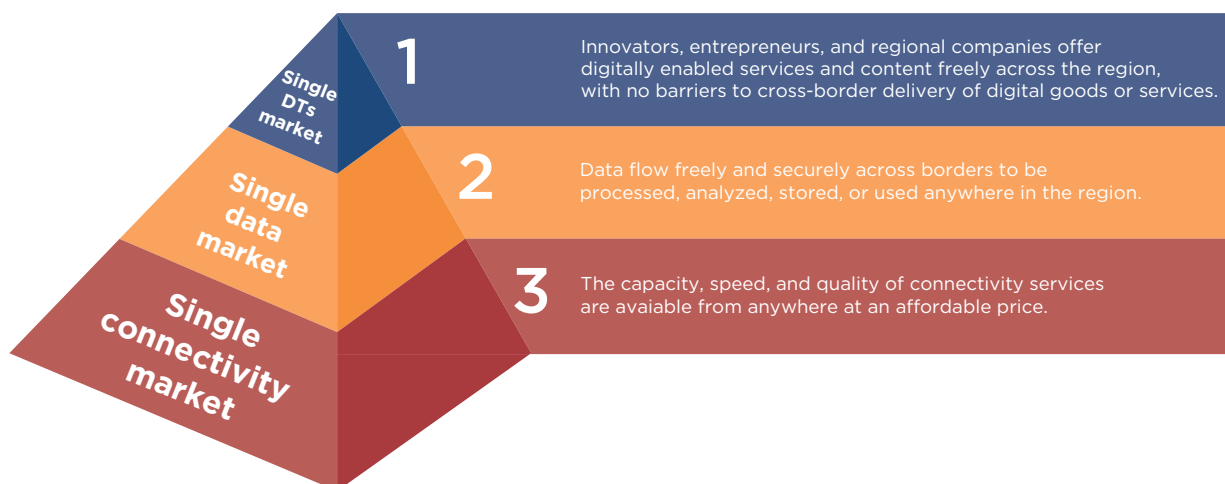 Single
DTs
market
1
Innovators, entrepreneurs, and regional companies offer
digitally enabled services and content freely across the region,
with no barriers to cross-border delivery of digital goods or services.
Single
data
market
2
Data flow freely and securely across borders to be
processed, analyzed, stored, or used anywhere in the region.
Single
connectivity
market
3
The capacity, speed, and quality of connectivity services
are avaiable from anywhere at an affordable price.